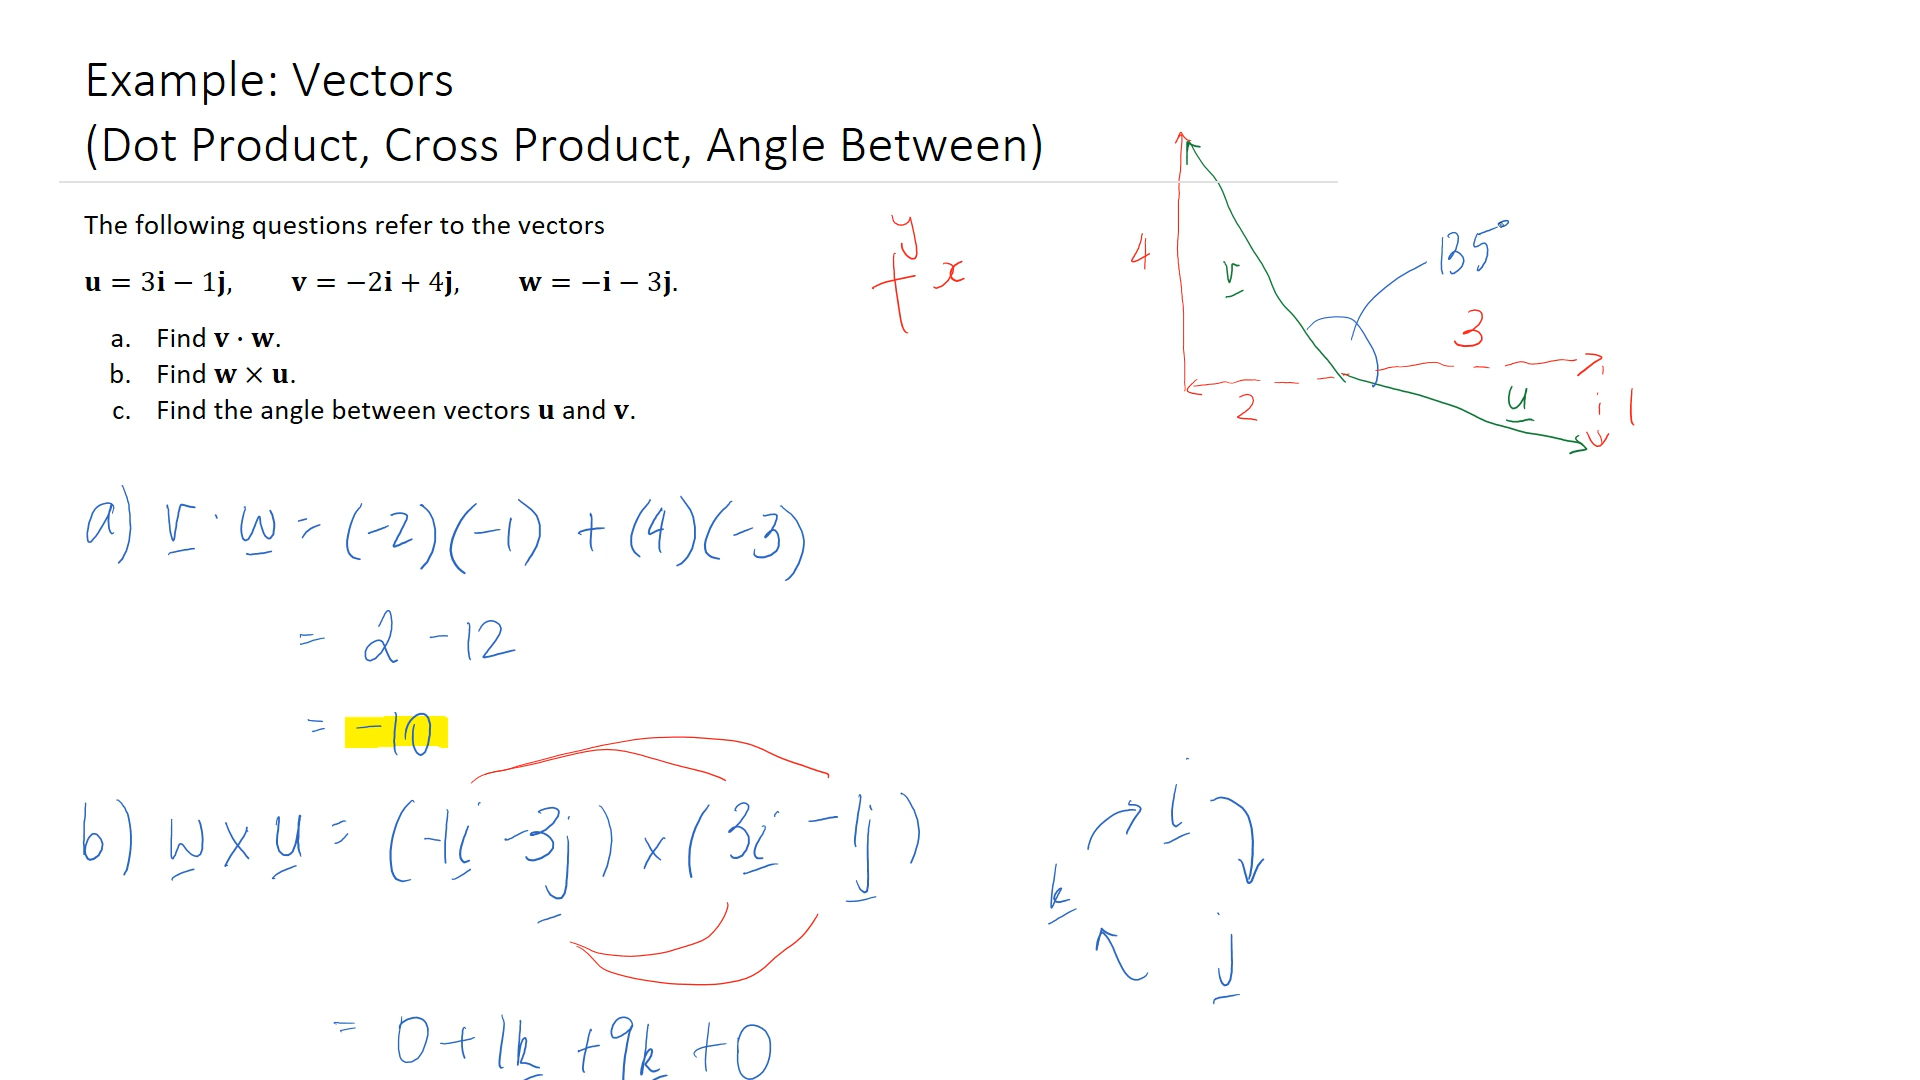 Example: Vectors
(Dot Product, Cross Product, Angle Between)
The following questions refer to the vectors
u = 3i − 1j, v = −2i + 4j, w = −i − 3j.
a. Find v · w.
b. Find w × u.
c. Find the angle between vectors u and v.
y
x
4
v
135°
3
2
u
1
a) v · w = (-2)(-1) + (4)(-3)
= 2 - 12
= -10
b) w x u = (-1i - 3j) x (3i - 1j)
= 0 + 1k + 9k + 0
i
k
j